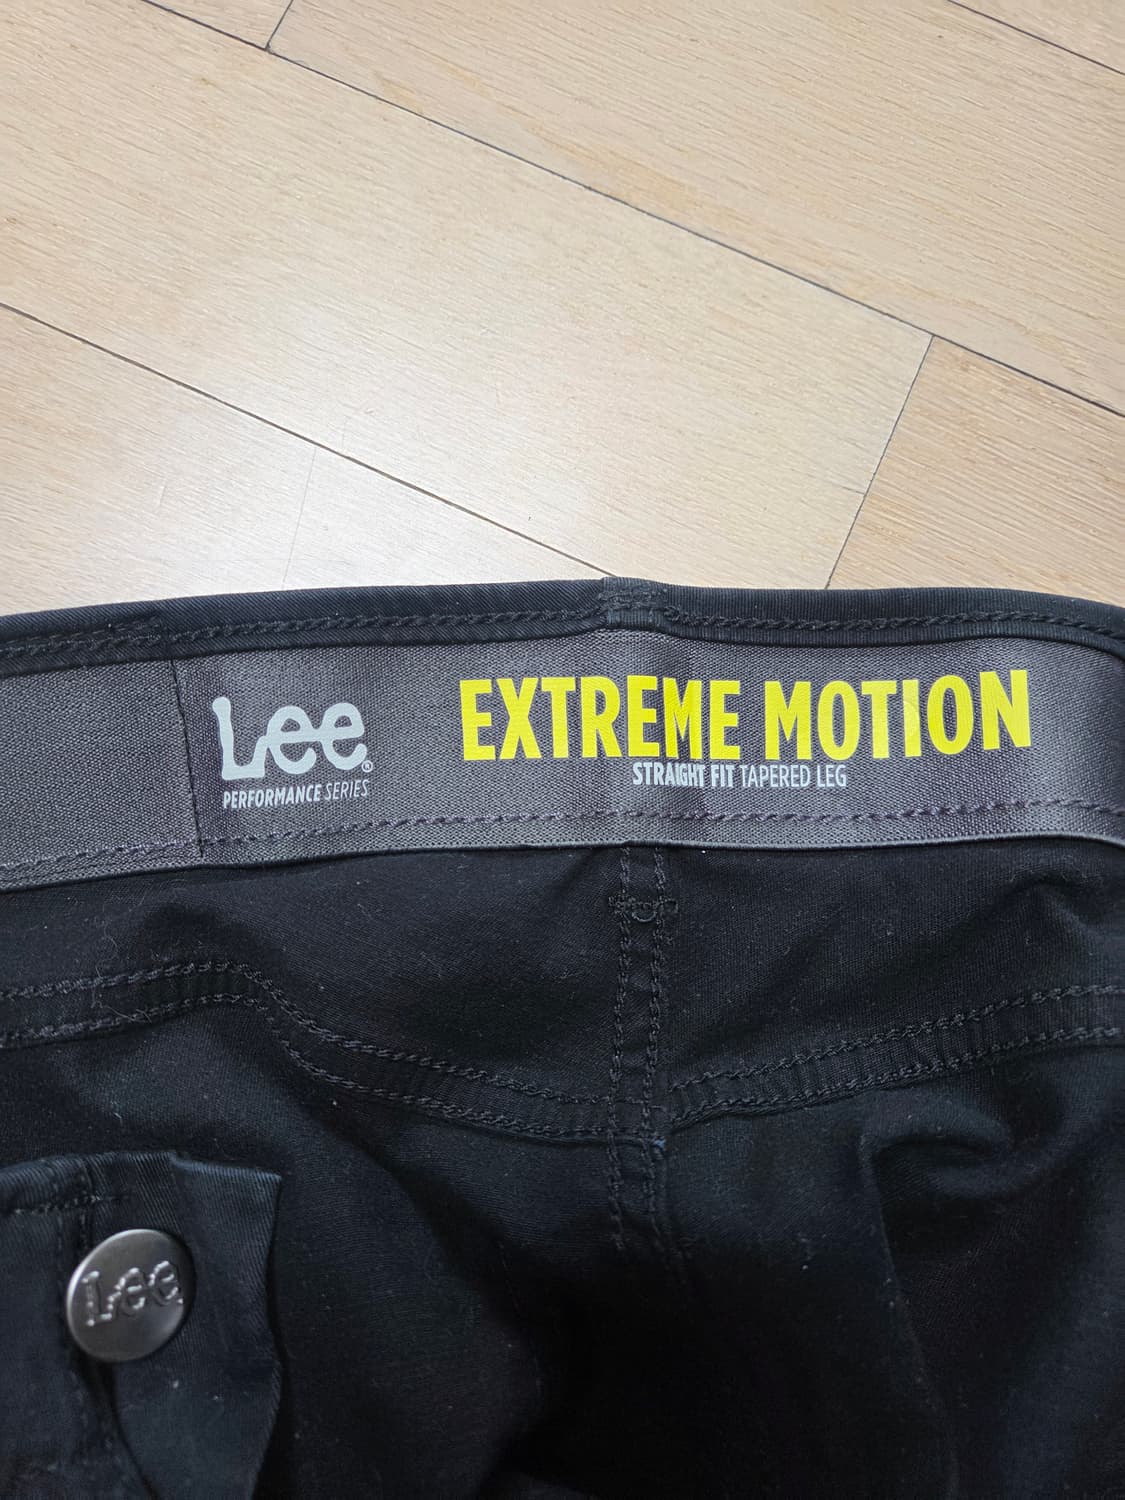 Lee®
PERFORMANCE SERIES
EXTREME MOTION
STRAIGHT FIT TAPERED LEG
Lee